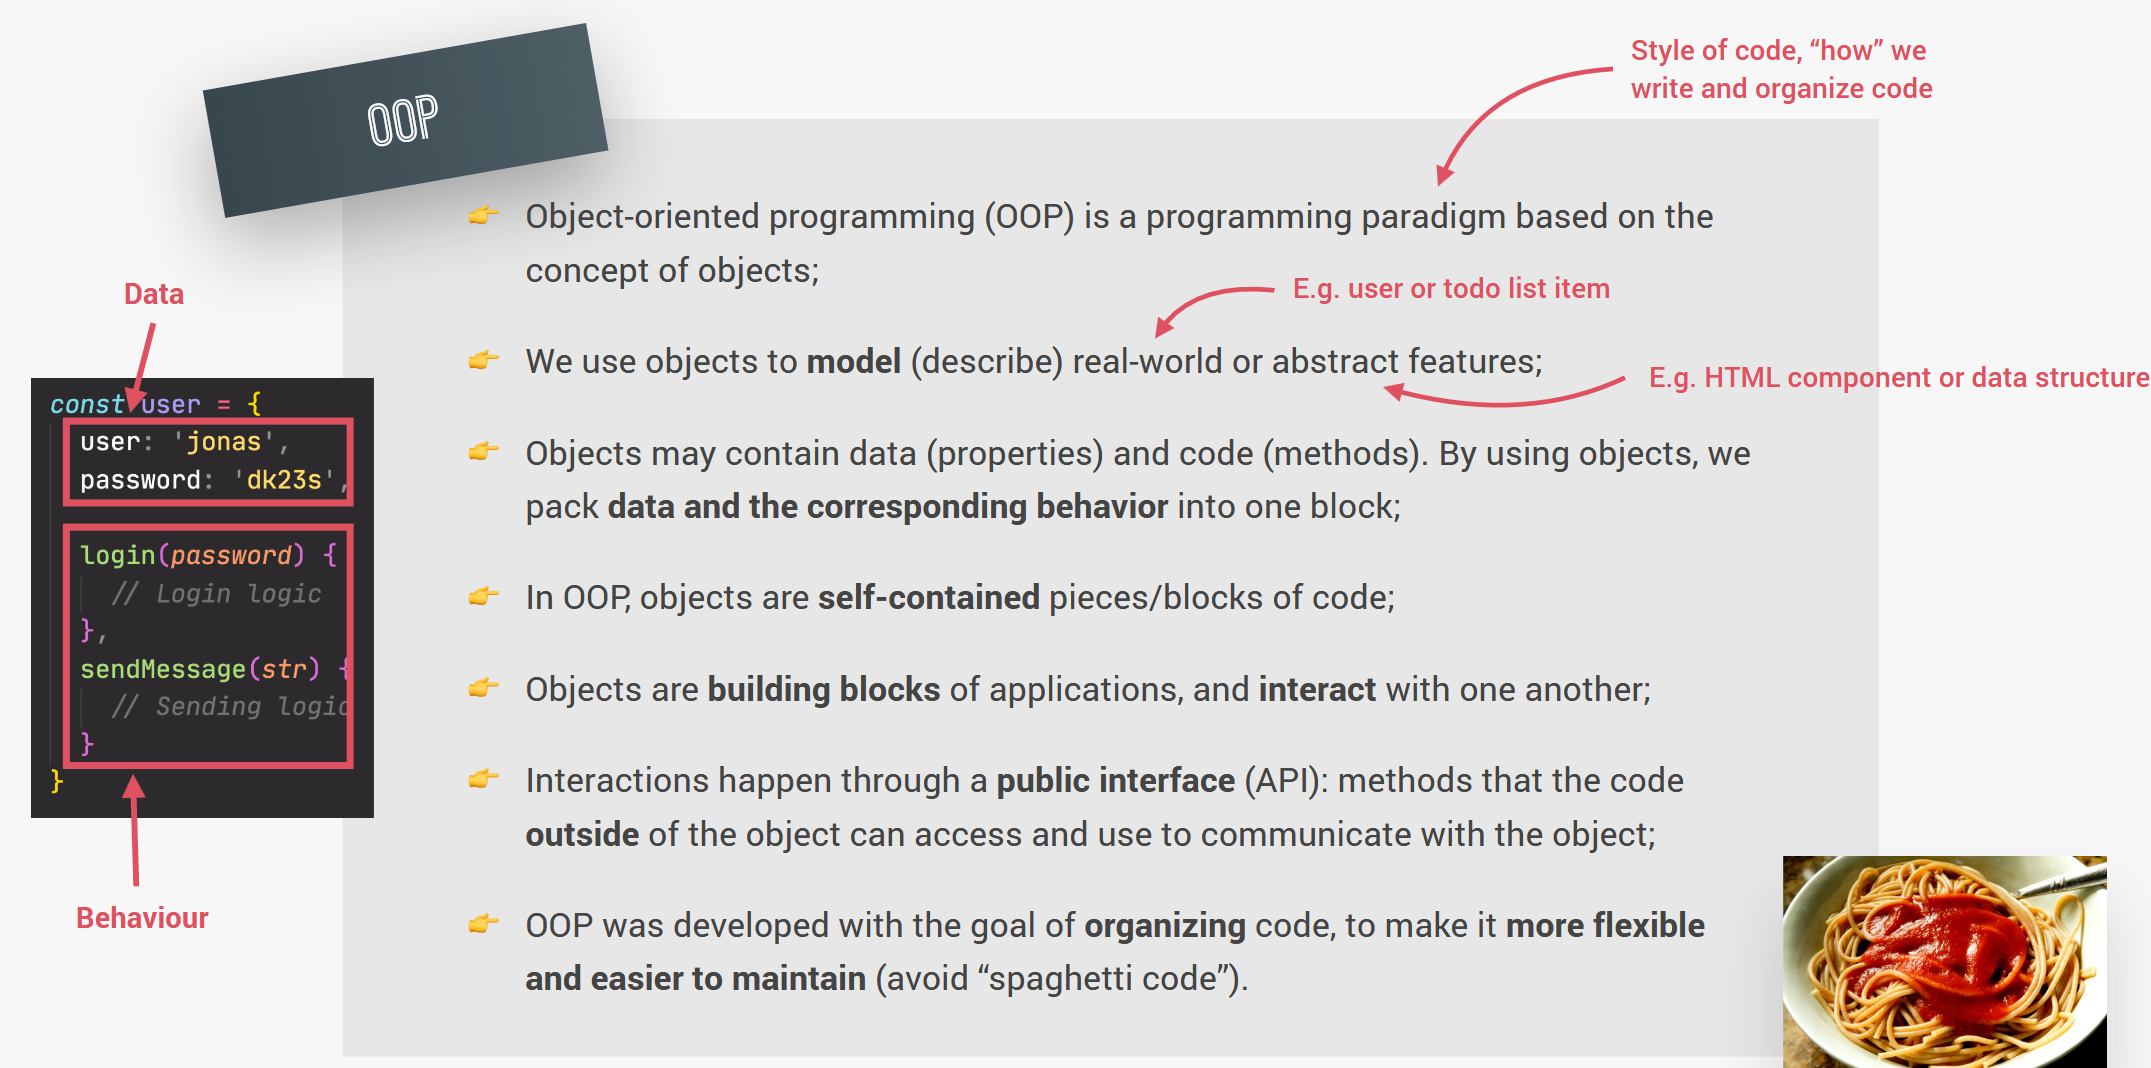 OOP
Style of code, “how” we
write and organize code
Object-oriented programming (OOP) is a programming paradigm based on the
concept of objects;
E.g. user or todo list item
We use objects to model (describe) real-world or abstract features;
E.g. HTML component or data structure
Objects may contain data (properties) and code (methods). By using objects, we
pack data and the corresponding behavior into one block;
In OOP, objects are self-contained pieces/blocks of code;
Objects are building blocks of applications, and interact with one another;
Interactions happen through a public interface (API): methods that the code
outside of the object can access and use to communicate with the object;
OOP was developed with the goal of organizing code, to make it more flexible
and easier to maintain (avoid “spaghetti code”).
Data
const user = {
user: 'jonas',
password: 'dk23s',
login(password) {
// Login logic
},
sendMessage(str) {
// Sending logic
}
}
Behaviour